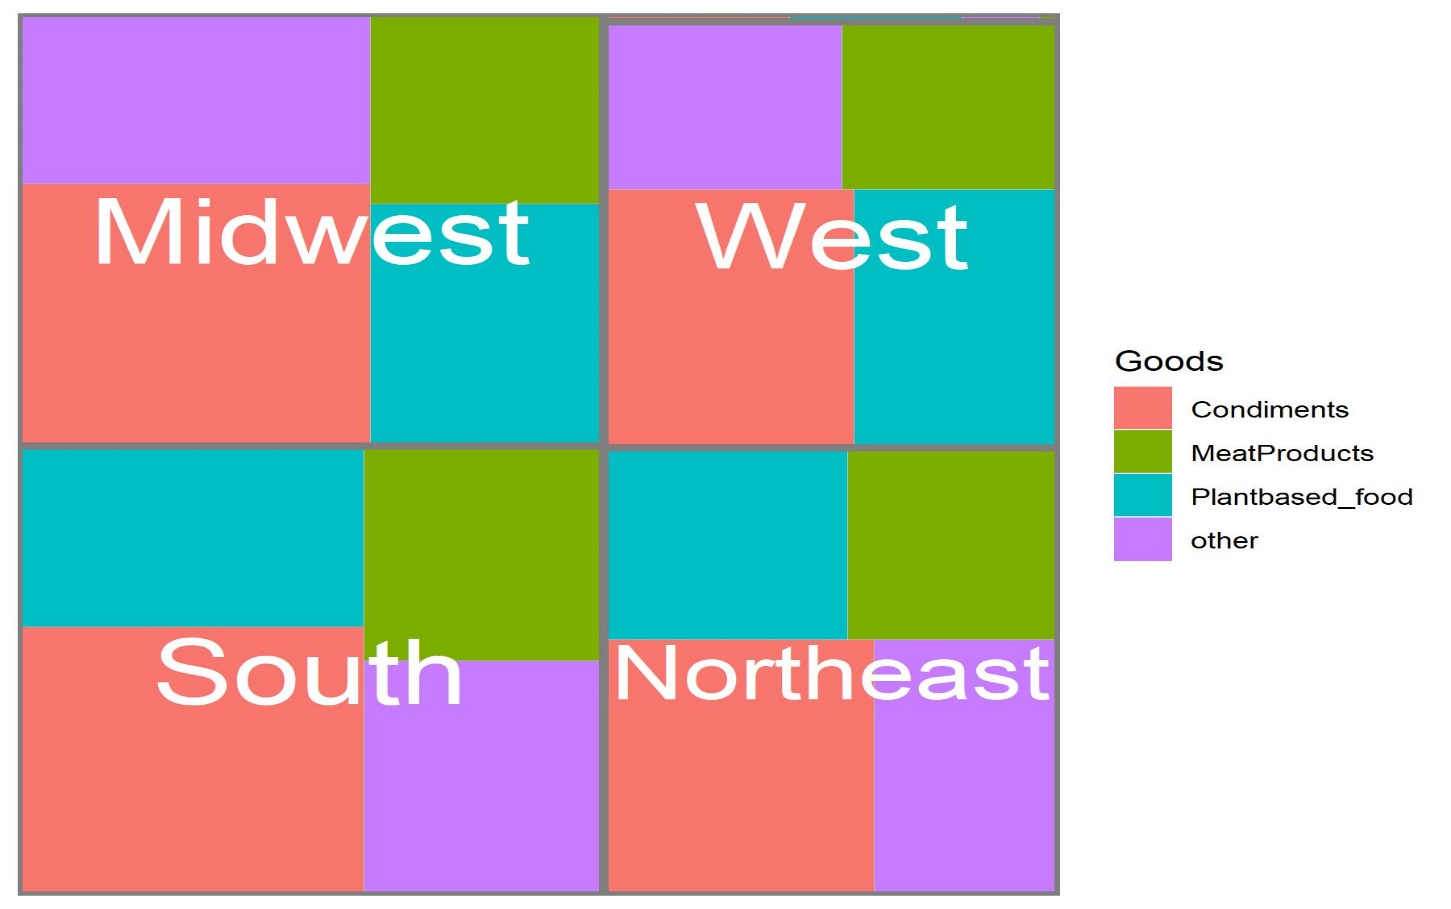 Midwest
West
South
Northeast
Goods
Condiments
MeatProducts
Plantbased_food
other